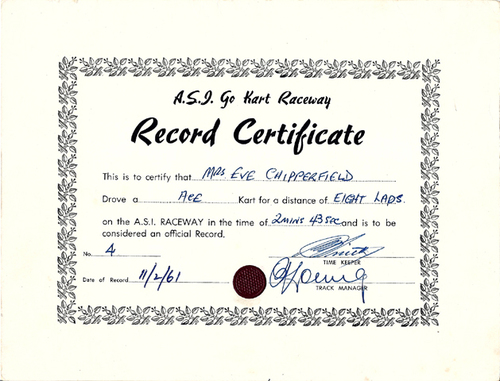 A.S.I. Go Kart Raceway
Record Certificate
This is to certify that MRS. EVE CHIPPERFIELD
Drove a ACE Kart for a distance of EIGHT LAPS.
on the A.S.I. RACEWAY in the time of 2MINS 43 SEC and is to be
considered an official Record.
No. 4
TIME KEEPER
Date of Record 11/2/61
TRACK MANAGER